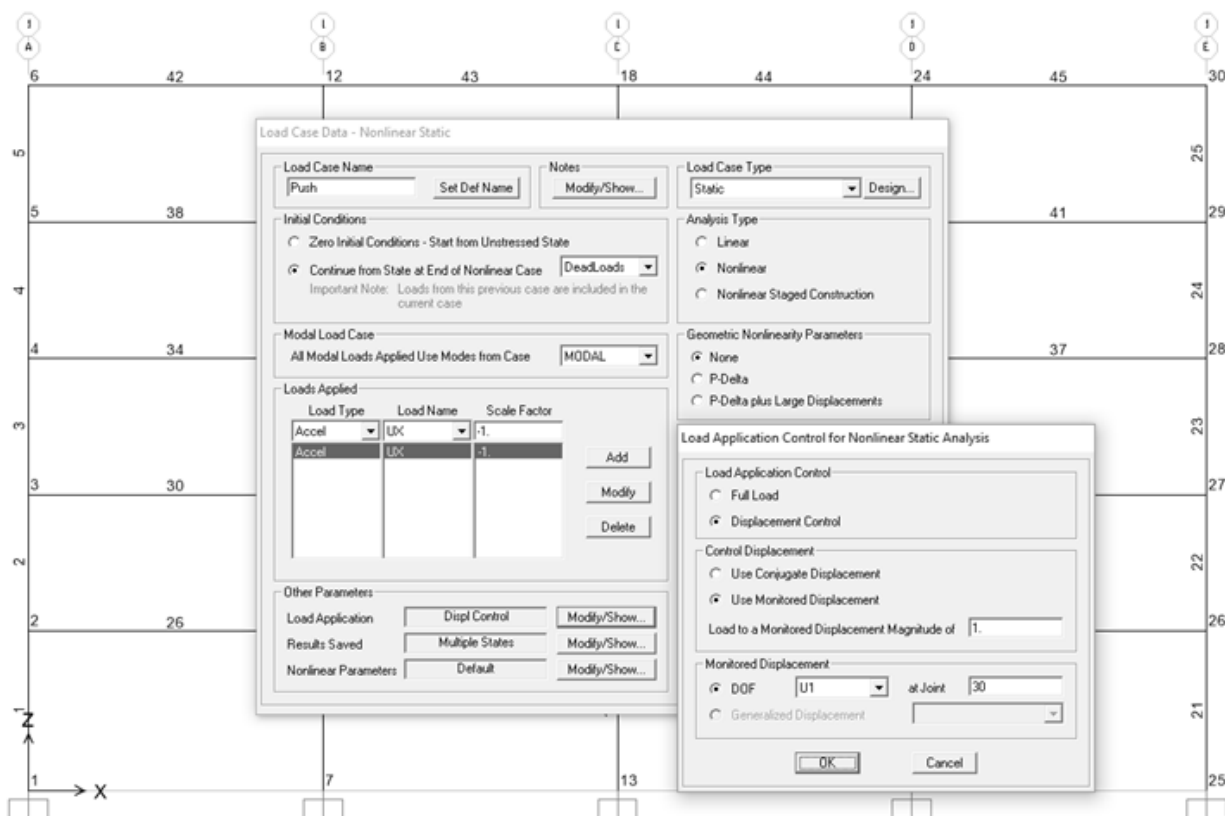 1 1 1 1 1
A B C D E
6 42 12 43 18 44 24 45 30
Load Case Data - Nonlinear Static
5 25
Load Case Name Notes Load Case Type
Push Set Def Name Modify/Show... Static Design...
5 38 41 29
Initial Conditions Analysis Type
Zero Initial Conditions - Start from Unstressed State Linear
Continue from State at End of Nonlinear Case DeadLoads Nonlinear
Important Note: Loads from this previous case are included in the
current case
Nonlinear Staged Construction
4 24
Modal Load Case Geometric Nonlinearity Parameters
All Modal Loads Applied Use Modes from Case MODAL None
4 34 37 28
P-Delta
P-Delta plus Large Displacements
Loads Applied
Load Type Load Name Scale Factor
Accel UX -1.
Accel UX -1.
Add
Modify
Delete
3 23
3 30 27
Load Application Control for Nonlinear Static Analysis
Load Application Control
Full Load
Displacement Control
Control Displacement
Use Conjugate Displacement
Use Monitored Displacement
Load to a Monitored Displacement Magnitude of 1.
2 22
Other Parameters
Load Application Displ Control Modify/Show...
Results Saved Multiple States Modify/Show...
Nonlinear Parameters Default Modify/Show...
2 26 26
Monitored Displacement
DOF U1 at Joint 30
Generalized Displacement
1 21
Z
OK Cancel
1 X 7 13 25